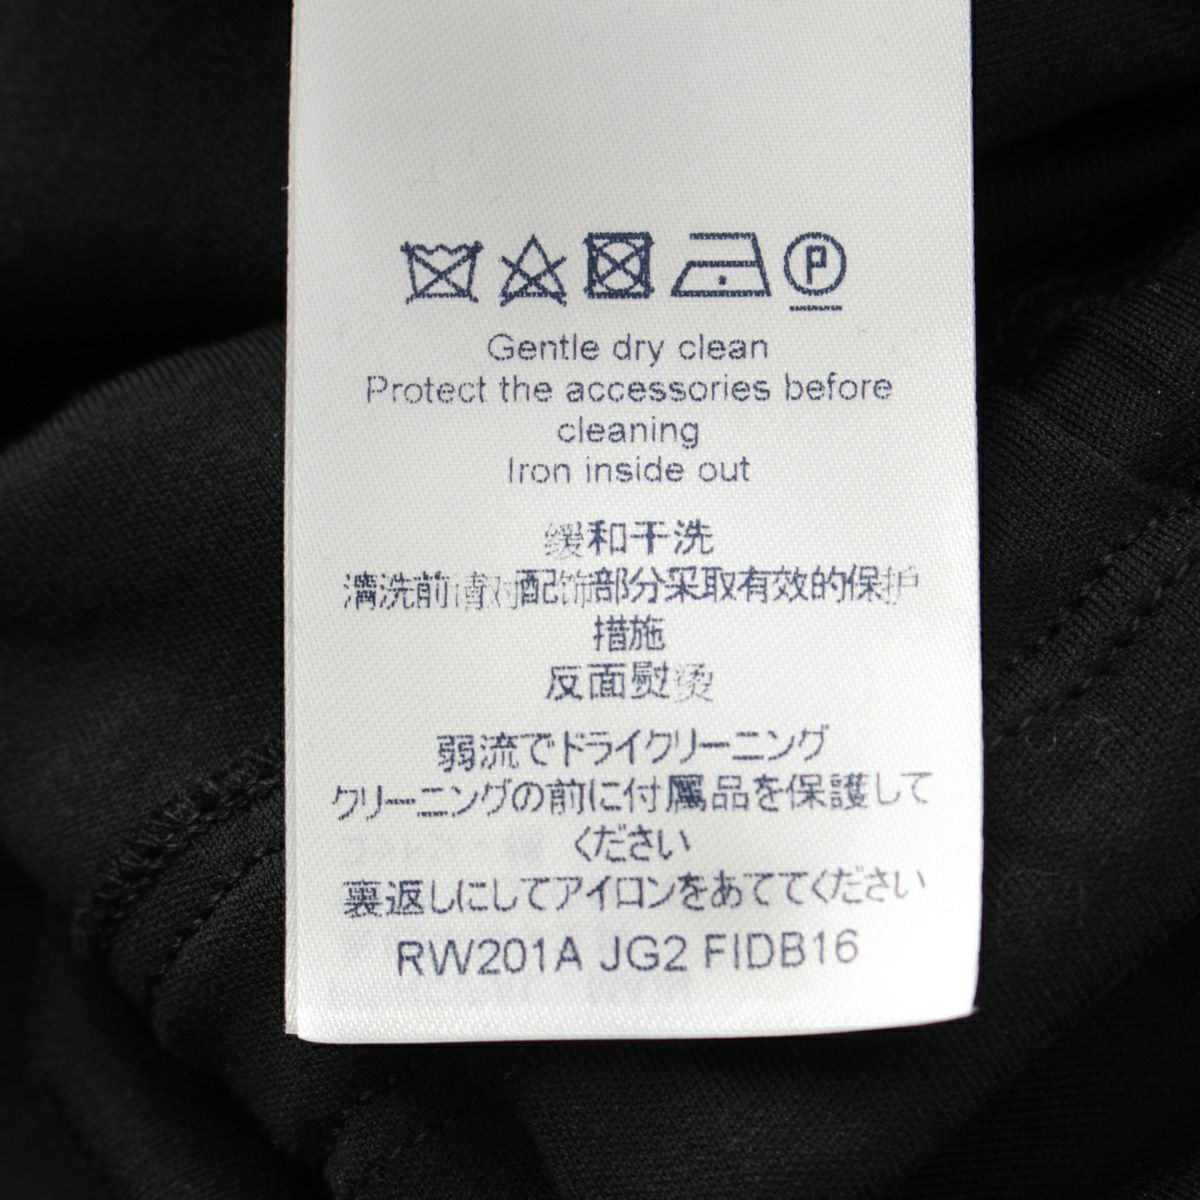 P
Gentle dry clean
Protect the accessories before
cleaning
Iron inside out
缓和干洗
清洗前请对配饰部分采取有效的保护
措施
反面熨烫
弱流でドライクリーニング
クリーニングの前に付属品を保護して
ください
裏返しにしてアイロンをあててください
RW201A JG2 FIDB16